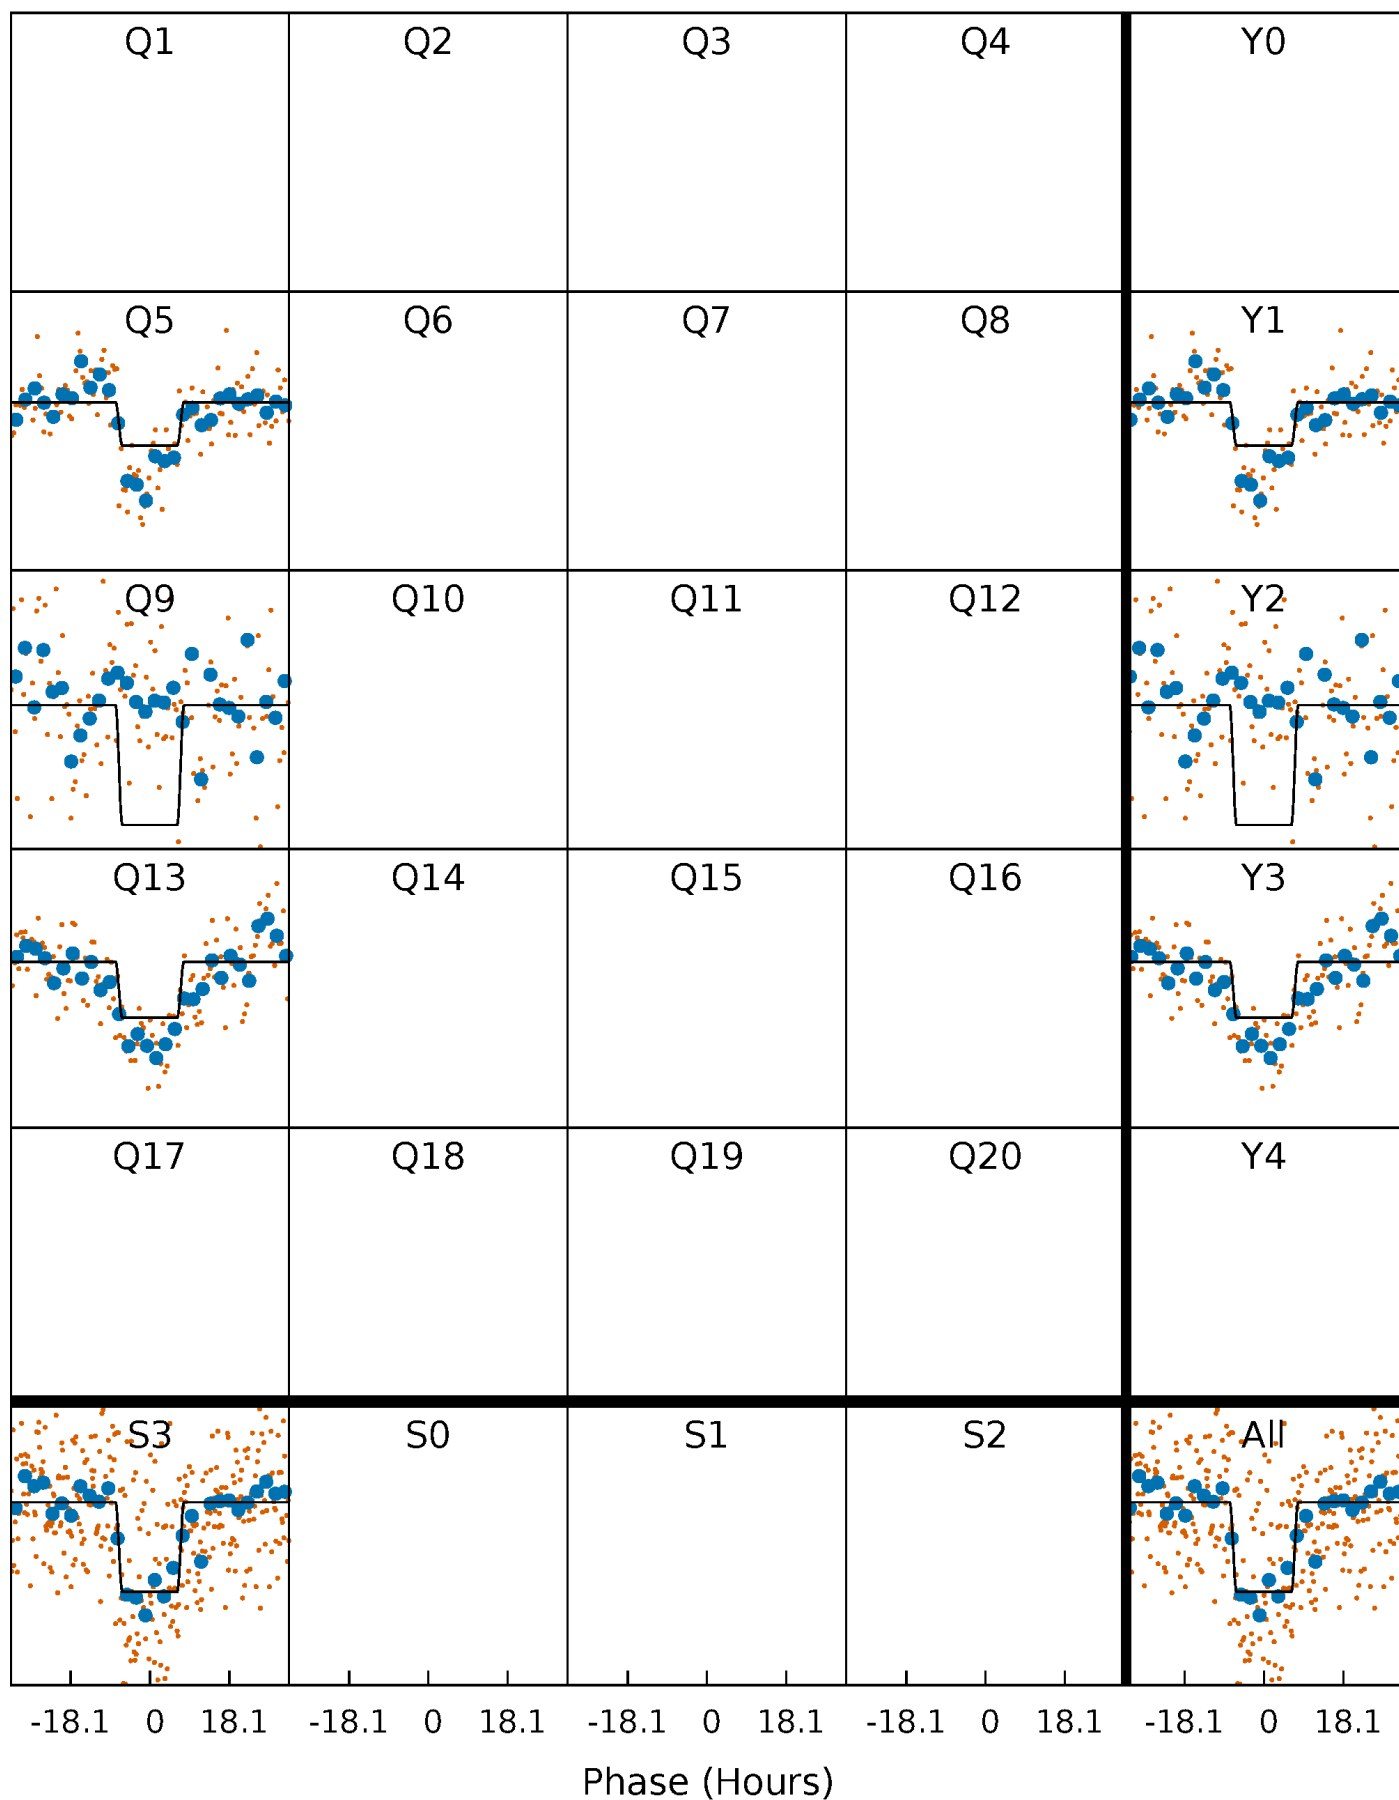 Q1 Q2 Q3 Q4 Y0
Q5 Q6 Q7 Q8 Y1
Q9 Q10 Q11 Q12 Y2
Q13 Q14 Q15 Q16 Y3
Q17 Q18 Q19 Q20 Y4
S3 S0 S1 S2 All
-18.1 0 18.1 -18.1 0 18.1 -18.1 0 18.1 -18.1 0 18.1 -18.1 0 18.1
Phase (Hours)